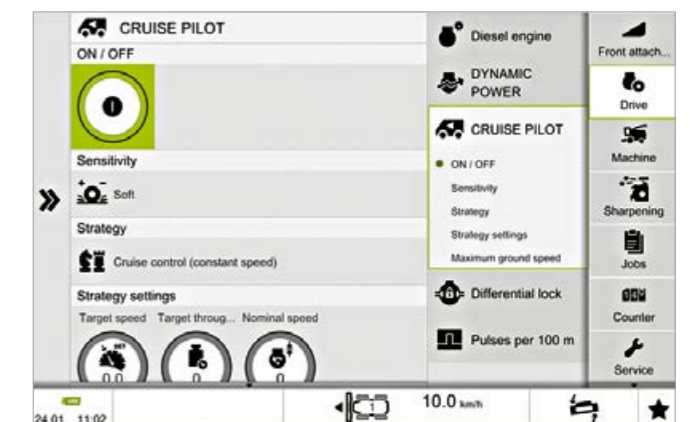 CRUISE PILOT
ON / OFF
Sensitivity
Soft
Strategy
Cruise control (constant speed)
Strategy settings
Target speed
Target throug...
Nominal speed
0.0
0
0
Diesel engine
DYNAMIC
POWER
CRUISE PILOT
ON / OFF
Sensitivity
Strategy
Strategy settings
Maximum ground speed
Differential lock
Pulses per 100 m
Front attach...
Drive
Machine
Sharpening
Jobs
Counter
Service
24.01. 11:02
1
10.0 km/h